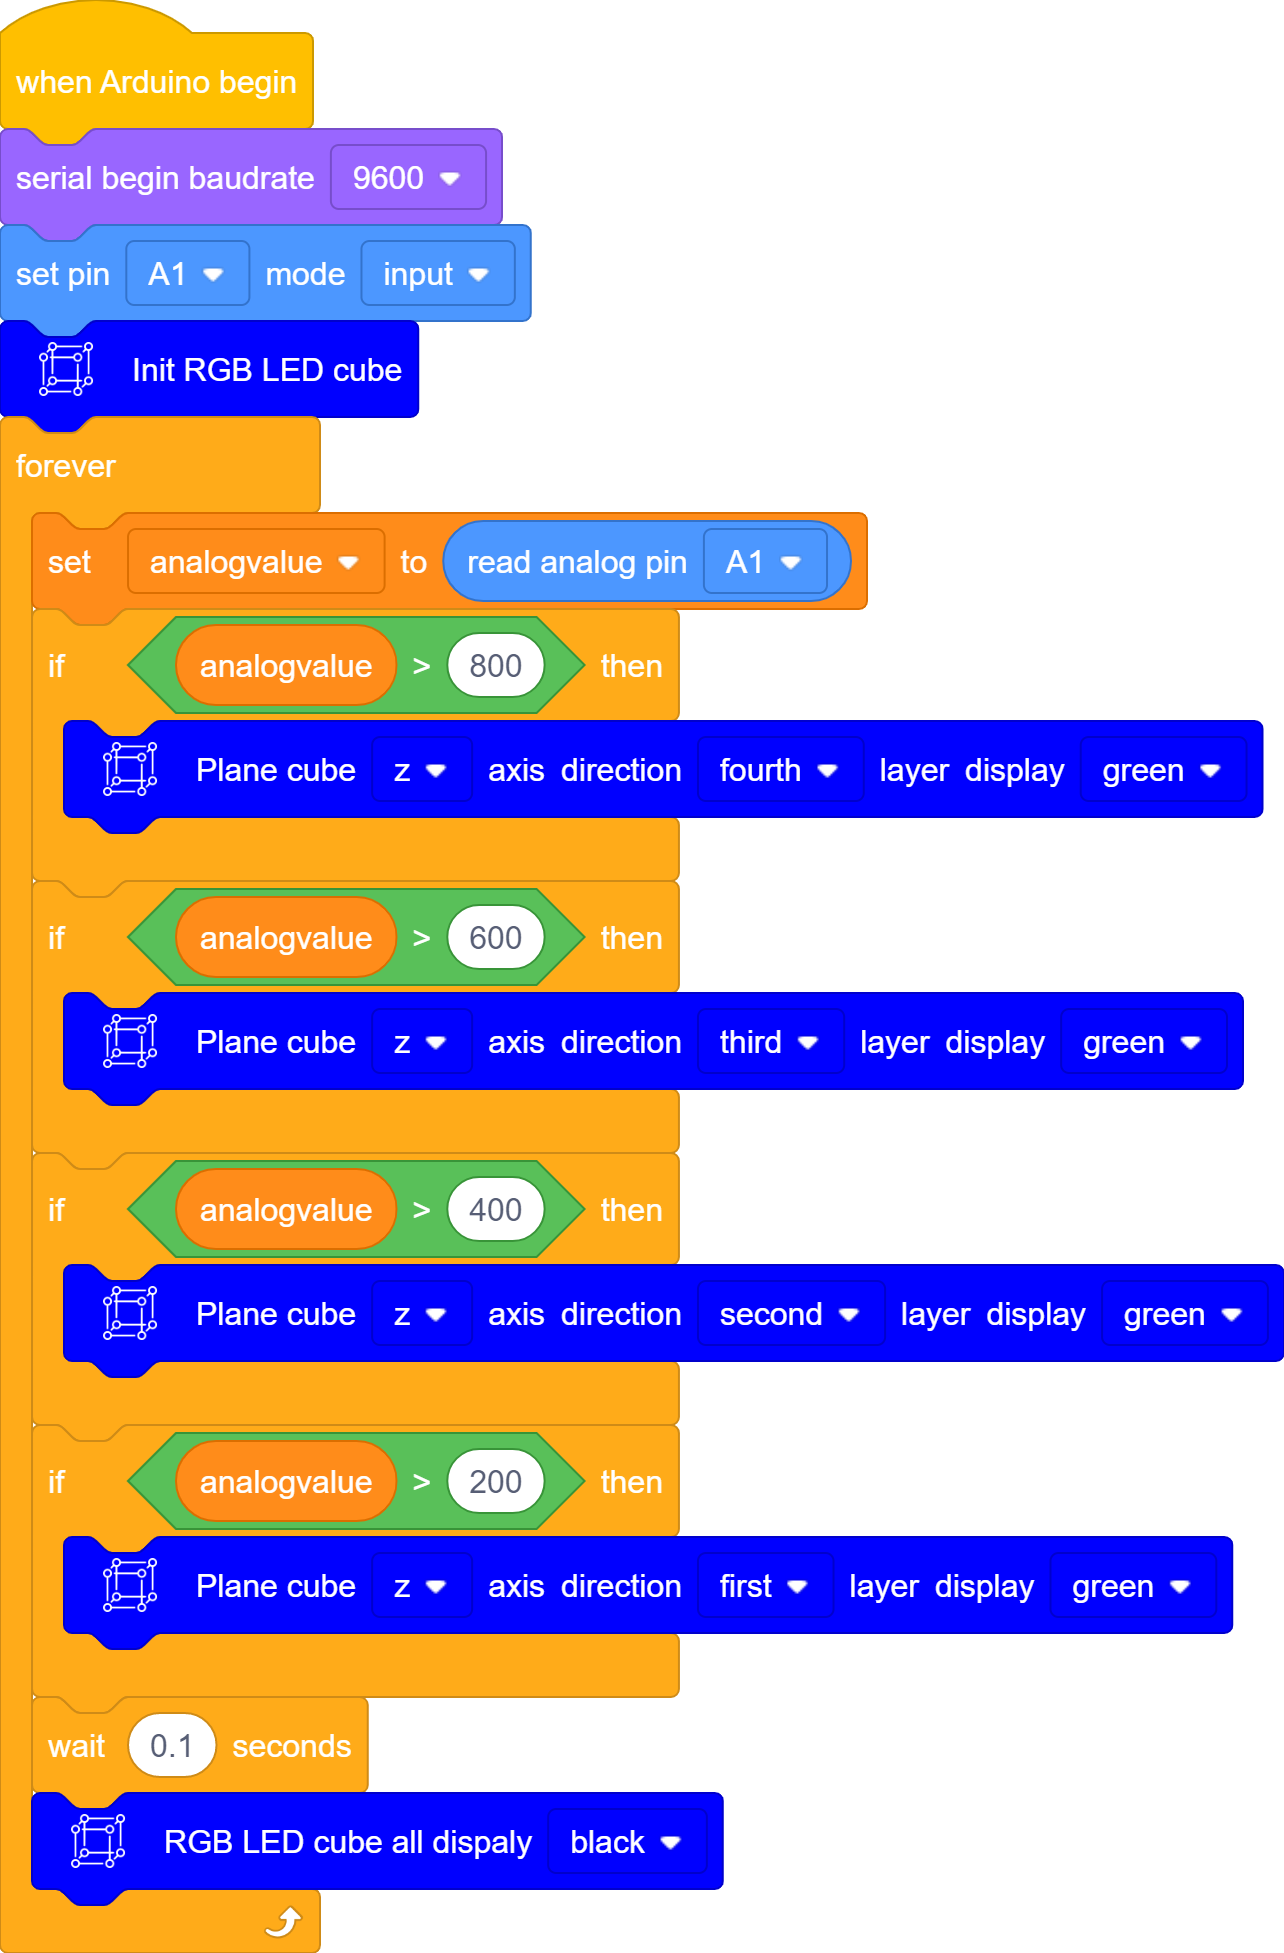 when Arduino begin
serial begin baudrate 9600
set pin A1 mode input
Init RGB LED cube
forever
set analogvalue to read analog pin A1
if analogvalue > 800 then
Plane cube z axis direction fourth layer display green
if analogvalue > 600 then
Plane cube z axis direction third layer display green
if analogvalue > 400 then
Plane cube z axis direction second layer display green
if analogvalue > 200 then
Plane cube z axis direction first layer display green
wait 0.1 seconds
RGB LED cube all dispaly black